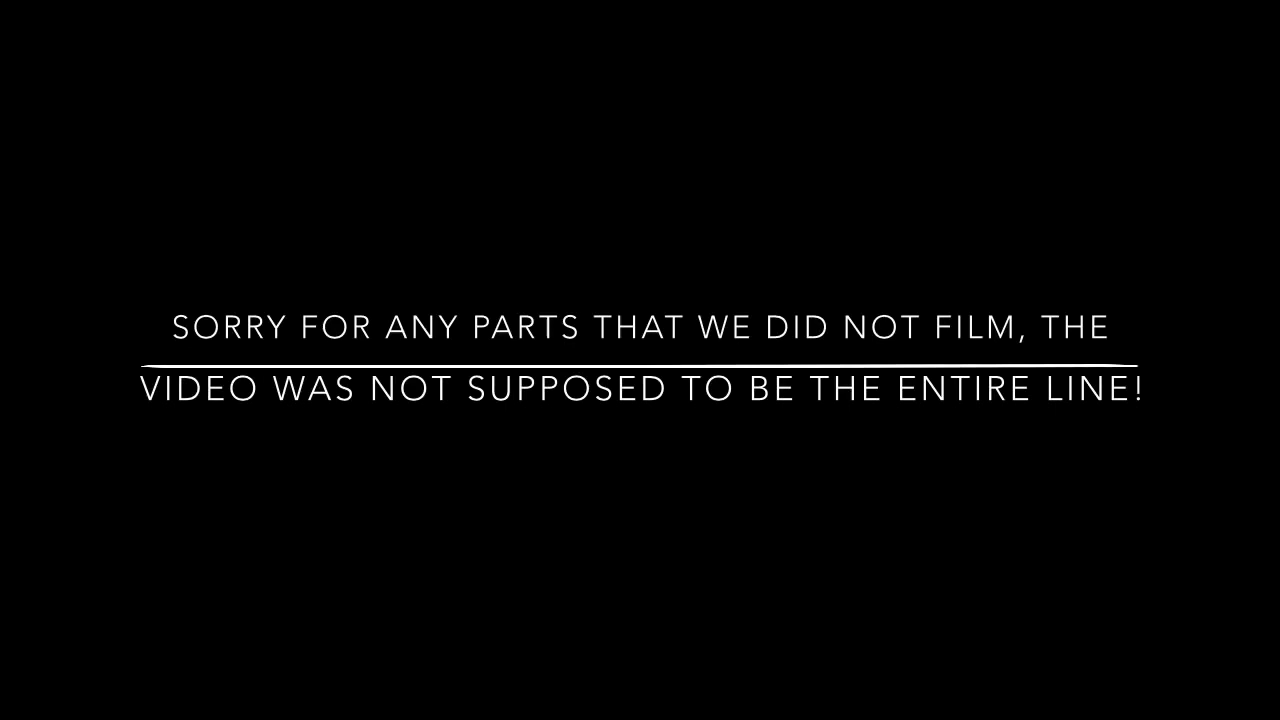 SORRY FOR ANY PARTS THAT WE DID NOT FILM, THE
VIDEO WAS NOT SUPPOSED TO BE THE ENTIRE LINE!